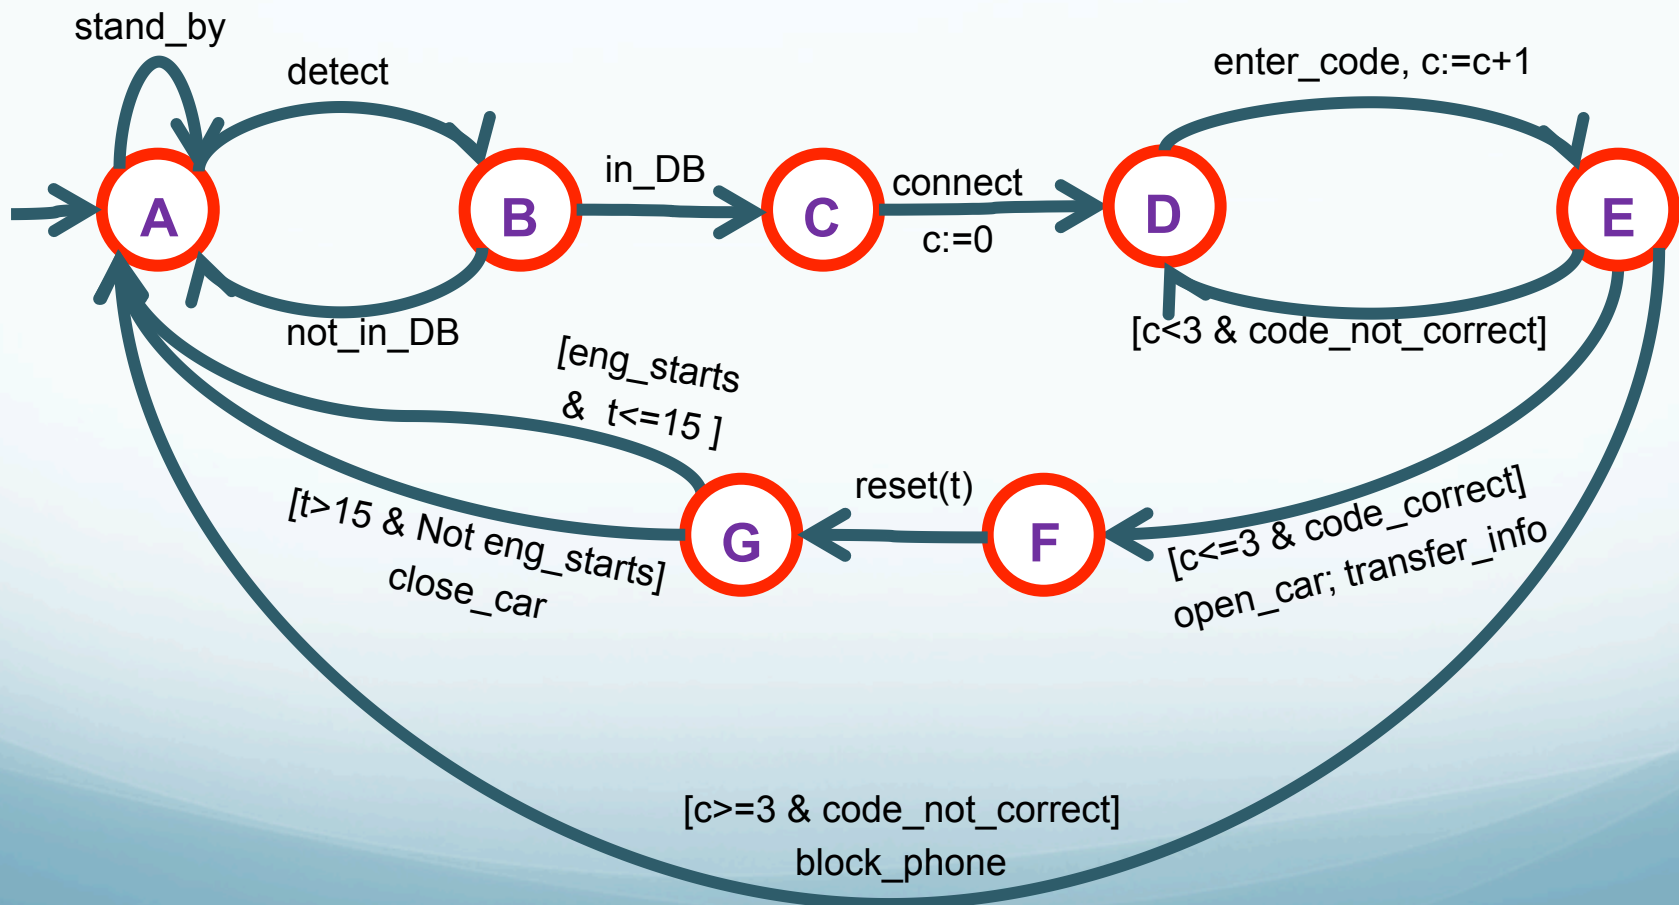 stand_by
detect
enter_code, c:=c+1
in_DB
connect
A
B
C
D
E
c:=0
not_in_DB
[c<3 & code_not_correct]
[eng_starts
& t<=15 ]
reset(t)
[t>15 & Not eng_starts]
close_car
G
F
[c<=3 & code_correct]
open_car; transfer_info
[c>=3 & code_not_correct]
block_phone